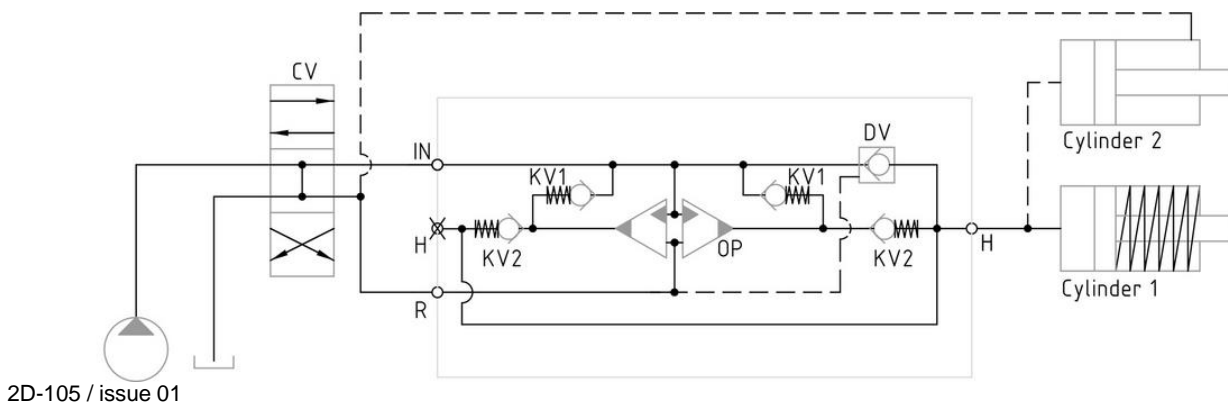 CV
IN
DV
Cylinder 2
KV1
KV1
H
KV2
OP
KV2
H
R
Cylinder 1
2D-105 / issue 01